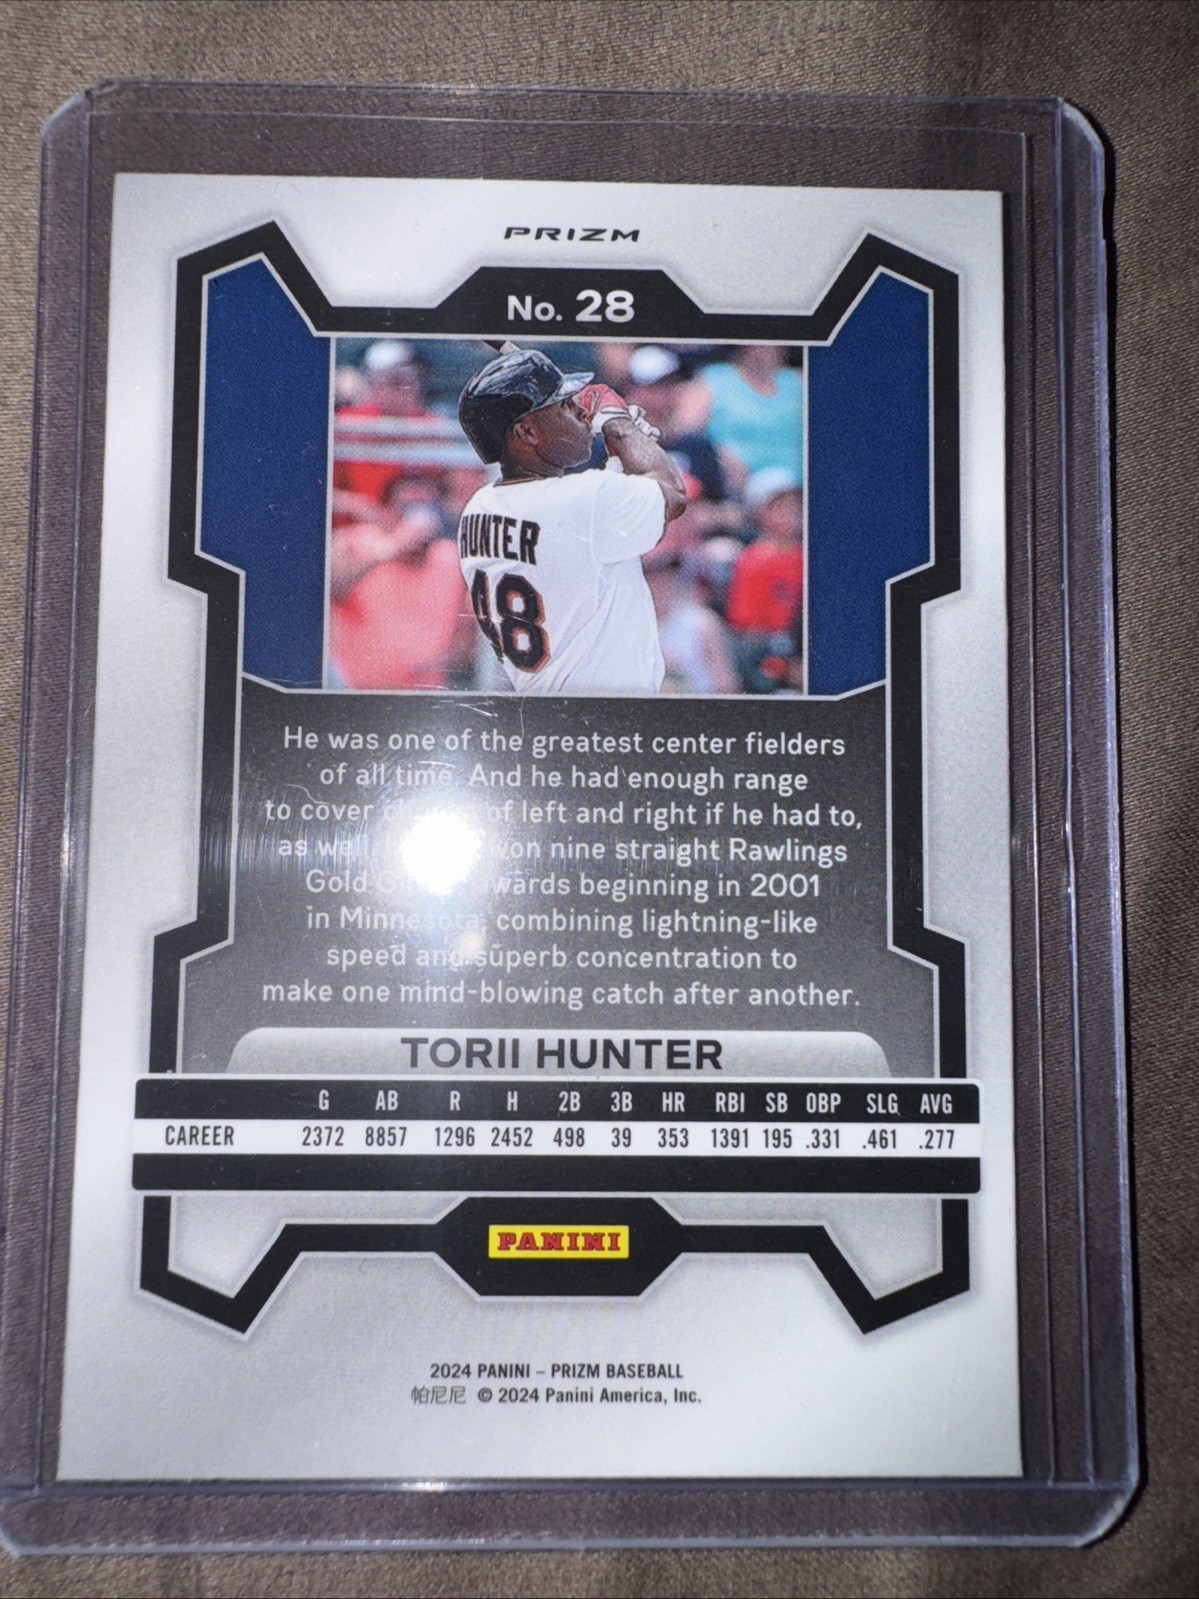 PRIZM
No. 28
HUNTER
48
He was one of the greatest center fielders
of all time. And he had enough range
to cover of left and right if he had to,
as well. won nine straight Rawlings
Gold Glove awards beginning in 2001
in Minnesota, combining lightning-like
speed and superb concentration to
make one mind-blowing catch after another.
TORII HUNTER
G AB R H 2B 3B HR RBI SB OBP SLG AVG
CAREER 2372 8857 1296 2452 498 39 353 1391 195 .331 .461 .277
PANINI
2024 PANINI – PRIZM BASEBALL
帕尼尼 © 2024 Panini America, Inc.